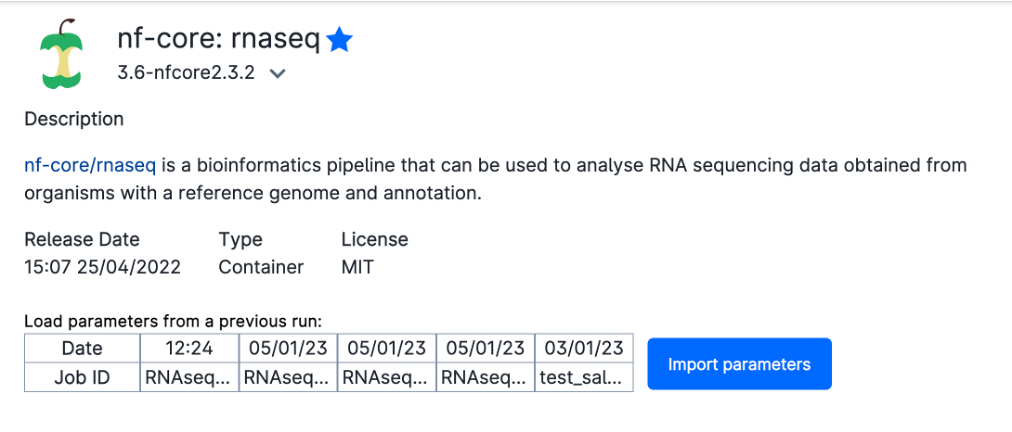 nf-core: rnaseq
3.6-nfcore2.3.2
Description
nf-core/rnaseq is a bioinformatics pipeline that can be used to analyse RNA sequencing data obtained from
organisms with a reference genome and annotation.
Release Date Type License
15:07 25/04/2022 Container MIT
Load parameters from a previous run:
Date 12:24 05/01/23 05/01/23 05/01/23 03/01/23
Job ID RNAseq... RNAseq... RNAseq... RNAseq... test_sal...
Import parameters